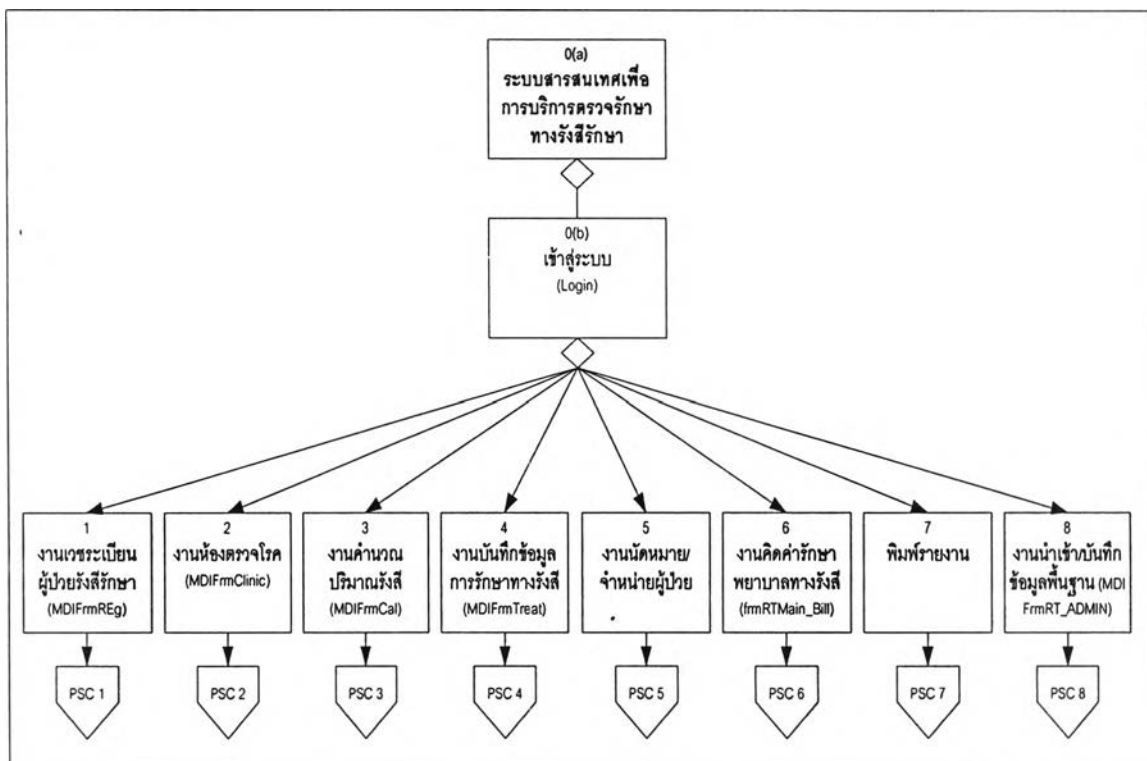 0(a)
ระบบสารสนเทศเพื่อ
การบริการตรวจรักษา
ทางรังสีรักษา
0(b)
เข้าสู่ระบบ
(Login)
1
งานเวชระเบียน
ผู้ป่วยรังสีรักษา
(MDIFrmREg)
2
งานห้องตรวจโรค
(MDIFrmClinic)
3
งานคำนวณ
ปริมาณรังสี
(MDIFrmCal)
4
งานบันทึกข้อมูล
การรักษาทางรังสี
(MDIFrmTreat)
5
งานนัดหมาย/
จำหน่ายผู้ป่วย
6
งานคิดค่ารักษา
พยาบาลทางรังสี
(frmRTMain_Bill)
7
พิมพ์รายงาน
8
งานนำเข้า/บันทึก
ข้อมูลพื้นฐาน (MDI
FrmRT_ADMIN)
PSC 1
PSC 2
PSC 3
PSC 4
PSC 5
PSC 6
PSC 7
PSC 8